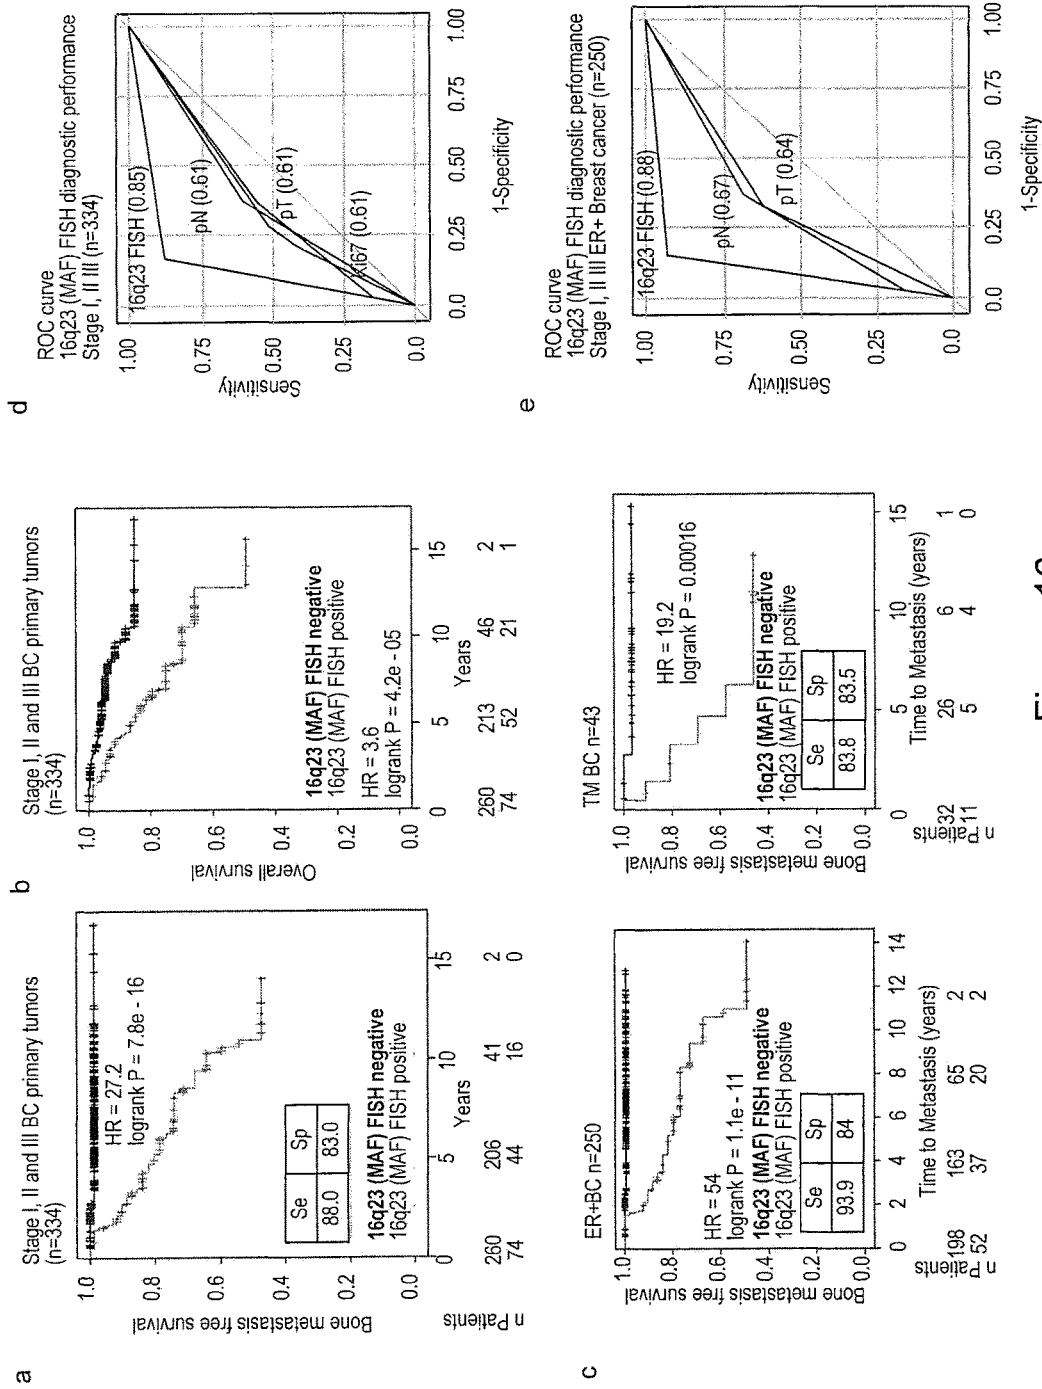 a
Stage I, II and III BC primary tumors
(n=334)
Bone metastasis free survival
1.0
0.8
0.6
0.4
0.2
0.0
HR = 27.2
logrank P = 7.8e - 16
Se Sp
88.0 83.0
16q23 (MAF) FISH negative
16q23 (MAF) FISH positive
0 5 10 15
Years
n Patients
260 206 41 2
74 44 16 0
b
Stage I, II and III BC primary tumors
(n=334)
Overall survival
1.0
0.8
0.6
0.4
0.2
0.0
16q23 (MAF) FISH negative
16q23 (MAF) FISH positive
HR = 3.6
logrank P = 4.2e - 05
0 5 10 15
Years
260 213 46 2
74 52 21 1
c
ER+BC n=250
Bone metastasis free survival
1.0
0.8
0.6
0.4
0.2
0.0
HR = 54
logrank P = 1.1e - 11
16q23 (MAF) FISH negative
16q23 (MAF) FISH positive
Se Sp
93.9 84
0 2 4 6 8 10 12 14
Time to Metastasis (years)
198 163 65 2
52 37 20 2
n Patients
TM BC n=43
Bone metastasis free survival
1.0
0.8
0.6
0.4
0.2
0.0
HR = 19.2
logrank P = 0.00016
16q23 (MAF) FISH negative
16q23 (MAF) FISH positive
Se Sp
83.8 83.5
0 5 10 15
Time to Metastasis (years)
32 26 6 1
11 5 4 0
n Patients
d
ROC curve
16q23 (MAF) FISH diagnostic performance
Stage I, II III (n=334)
Sensitivity
1.00
0.75
0.50
0.25
0.0
16q23 FISH (0.85)
pN (0.61)
pT (0.61)
Ki67 (0.61)
0.0 0.25 0.50 0.75 1.00
1-Specificity
e
ROC curve
16q23 (MAF) FISH diagnostic performance
Stage I, II III ER+ Breast cancer (n=250)
Sensitivity
1.00
0.75
0.50
0.25
0.0
16q23 FISH (0.88)
pN (0.67)
pT (0.64)
0.0 0.25 0.50 0.75 1.00
1-Specificity